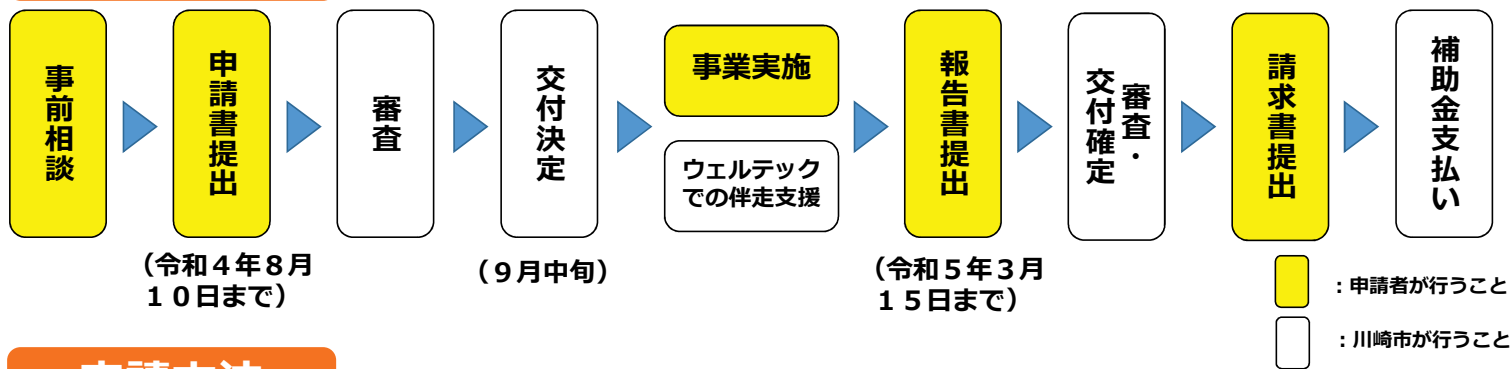 事前相談
申請書提出
審査
交付決定
事業実施
ウェルテック
での伴走支援
報告書提出
審査・
交付確定
請求書提出
補助金支払い
（令和４年８月
１０日まで）
（９月中旬）
（令和５年３月
１５日まで）
：申請者が行うこと
：川崎市が行うこと